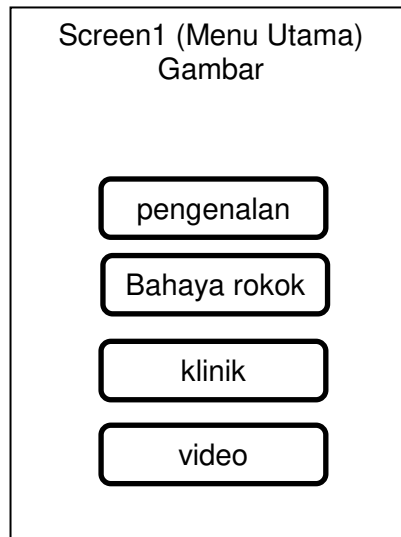 Screen1 (Menu Utama)
Gambar
pengenalan
Bahaya rokok
klinik
video